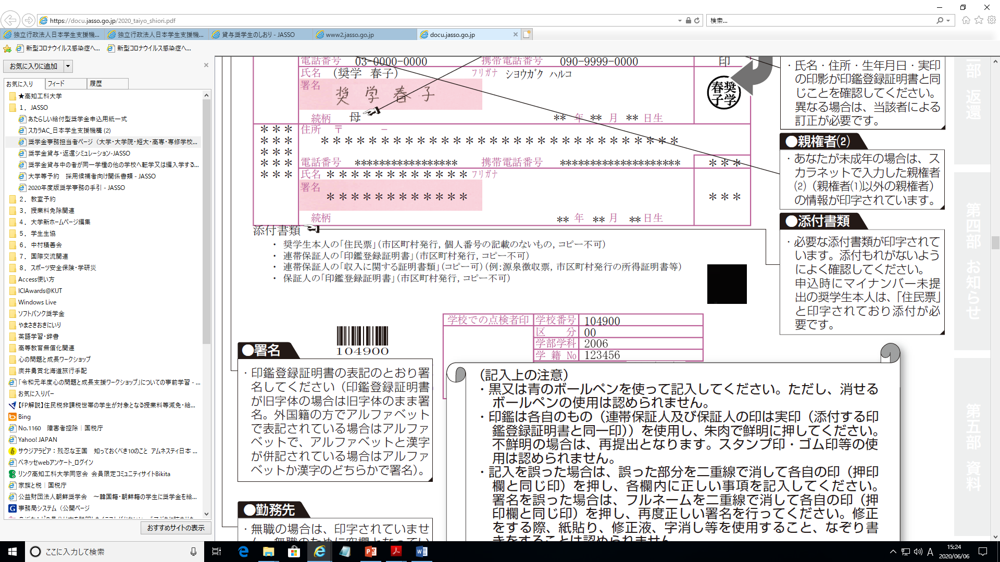 https://docu.jasso.go.jp/2020_taiyo_shiori.pdf
検索...
独立行政法人日本学生支援機...
独立行政法人日本学生支援機...
貸与奨学生のしおり - JASSO
www2.jasso.go.jp
docu.jasso.go.jp
新型コロナウイルス感染症へ...
新型コロナウイルス感染症へ...
お気に入りに追加
お気に入り
フィード
履歴
★高知工科大学
１．JASSO
あたらしい給付型奨学金申込用紙一式
スカラAC_日本学生支援機構 (2)
奨学金事務担当者ページ（大学・大学院・短大・高専・専修学校...
奨学金貸与・返還シミュレーション-JASSO
奨学金貸与中の者が同一学種の他の学校へ転学又は編入学する...
大学等予約　採用候補者向け関係書類 - JASSO
2020年度版奨学事務の手引 - JASSO
２．教室予約
３．授業料免除関連
４．大学新ホームページ編集
５．学生生協
６．中村積善会
７．国際交流関連
８．スポーツ安全保険・学研災
Access使い方
ICIAwards@KUT
Windows Live
ソフトバンク奨学金
やまさきおきにいり
英語学習・辞書
高等教育無償化関連
心の問題と成長ワークショップ
廣井勇賞北海道旅行手配
「令和元年度心の問題と成長支援ワークショップ」についての事前学習 - ...
お気に入りバー
【FP解説】住民税非課税世帯の学生が対象となる授業料等減免・給...
Bing
No.1160　障害者控除｜国税庁
Yahoo! JAPAN
サウジアラビア：残忍な王国　知っておくべき10のこと アムネスティ日本 ...
ベネッセwebアンケート_ログイン
リンク高知工科大学同窓会 会員限定コミュニティサイトBikita
家族と税｜国税庁
公益財団法人朝鮮奨学会　～韓国籍・朝鮮籍の学生に奨学金を給...
事務局システム（公開ページ
おすすめサイトの表示
電話番号　03-0000-0000　携帯電話番号　090-9999-0000　印
氏名　（奨学　春子）　フリガナ　ショウガク ハルコ
署名　奨 学 春 子
奨学
春子
続柄　母　** 年 ** 月 ** 日生
***　住所　〒　－
***　******************************
***
***　電話番号　*****************　携帯電話番号　********************　***
***　氏名　************　フリガナ
署名　************　***
続柄　** 年 ** 月 ** 日生
添付書類
・ 奨学生本人の「住民票」（市区町村発行, 個人番号の記載のないもの, コピー不可）
・ 連帯保証人の「印鑑登録証明書」（市区町村発行, コピー不可）
・ 連帯保証人の「収入に関する証明書類」（コピー可）（例：源泉徴収票, 市区町村発行の所得証明書等）
・ 保証人の「印鑑登録証明書」（市区町村発行, コピー不可）
104900
学校での点検者印　学校番号　104900
区　分　00
学部学科　2006
学 籍 No　123456
・氏名・住所・生年月日・実印
の印影が印鑑登録証明書と同
じことを確認してください。
異なる場合は、当該者による
訂正が必要です。
●親権者⑵
・あなたが未成年の場合は、ス
カラネットで入力した親権者
⑵（親権者⑴以外の親権者）
の情報が印字されています。
●添付書類
・必要な添付書類が印字されて
います。添付もれがないよう
によく確認してください。
申込時にマイナンバー未提
出の奨学生本人は、「住民票」
と印字されており添付が必
要です。
●署名
・印鑑登録証明書の表記のとおり署
名してください（印鑑登録証明書
が旧字体の場合は旧字体のまま署
名。外国籍の方でアルファベット
で表記されている場合はアルファ
ベットで、アルファベットと漢字
が併記されている場合はアルファ
ベットか漢字のどちらかで署名）。
●勤務先
・無職の場合は、印字されていませ
（記入上の注意）
・黒又は青のボールペンを使って記入してください。ただし、消せる
ボールペンの使用は認められません。
・印鑑は各自のもの（連帯保証人及び保証人の印は実印（添付する印
鑑登録証明書と同一印））を使用し、朱肉で鮮明に押してください。
不鮮明の場合は、再提出となります。スタンプ印・ゴム印等の使
用は認められません。
・記入を誤った場合は、誤った部分を二重線で消して各自の印（押印
欄と同じ印）を押し、各欄内に正しい事項を記入してください。
署名を誤った場合は、フルネームを二重線で消して各自の印（押
印欄と同じ印）を押し、再度正しい署名を行ってください。修正
をする際、紙貼り、修正液、字消し等を使用すること、なぞり書
きをすることは認められません
部　返還
第四部　お知らせ
第五部　資料
ここに入力して検索
A
15:24
2020/06/06